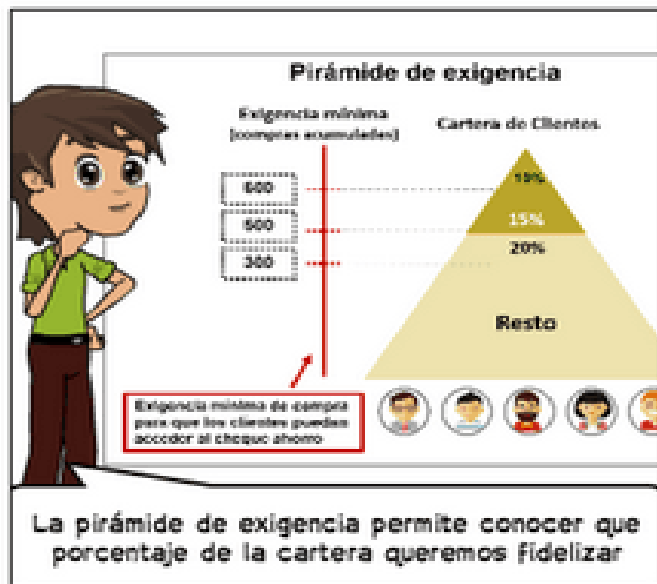 Pirámide de exigencia
Exigencia mínima
(compras acumuladas)
Cartera de Clientes
600
10%
500
15%
300
20%
Resto
Exigencia mínima de compra
para que los clientes puedan
acceder al cheque ahorro
La pirámide de exigencia permite conocer que
porcentaje de la cartera queremos fidelizar